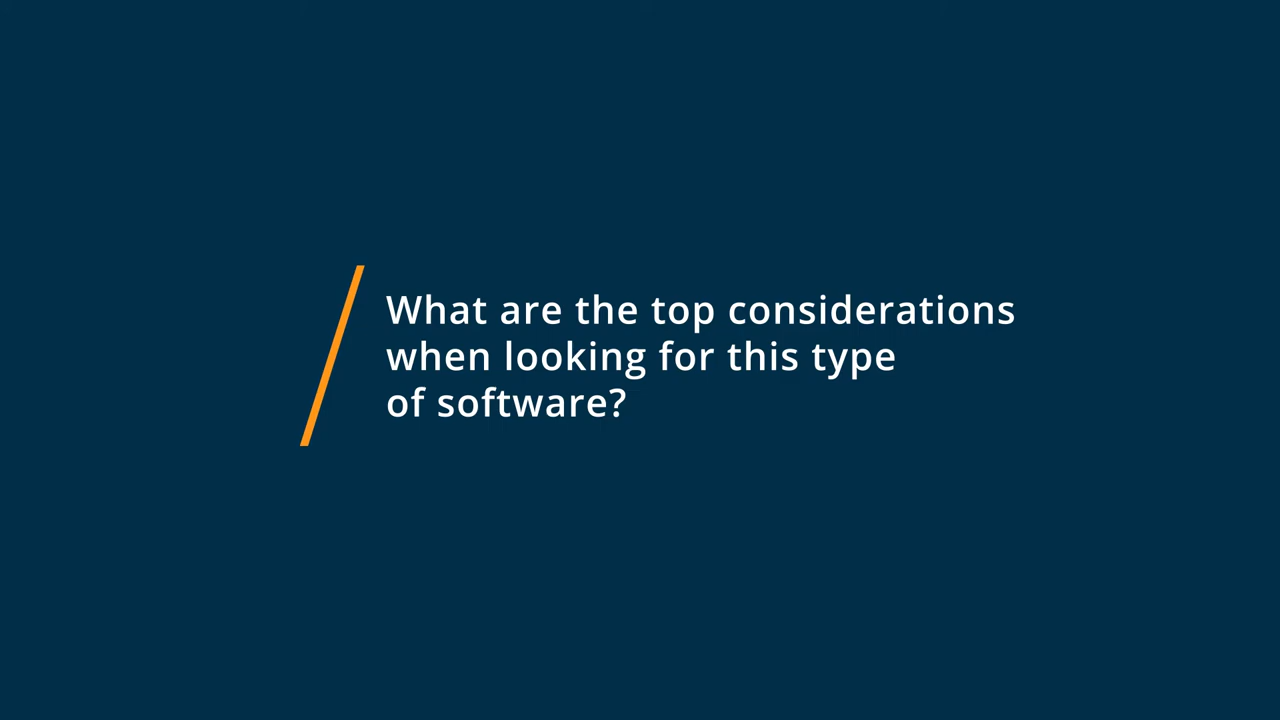 What are the top considerations
when looking for this type
of software?